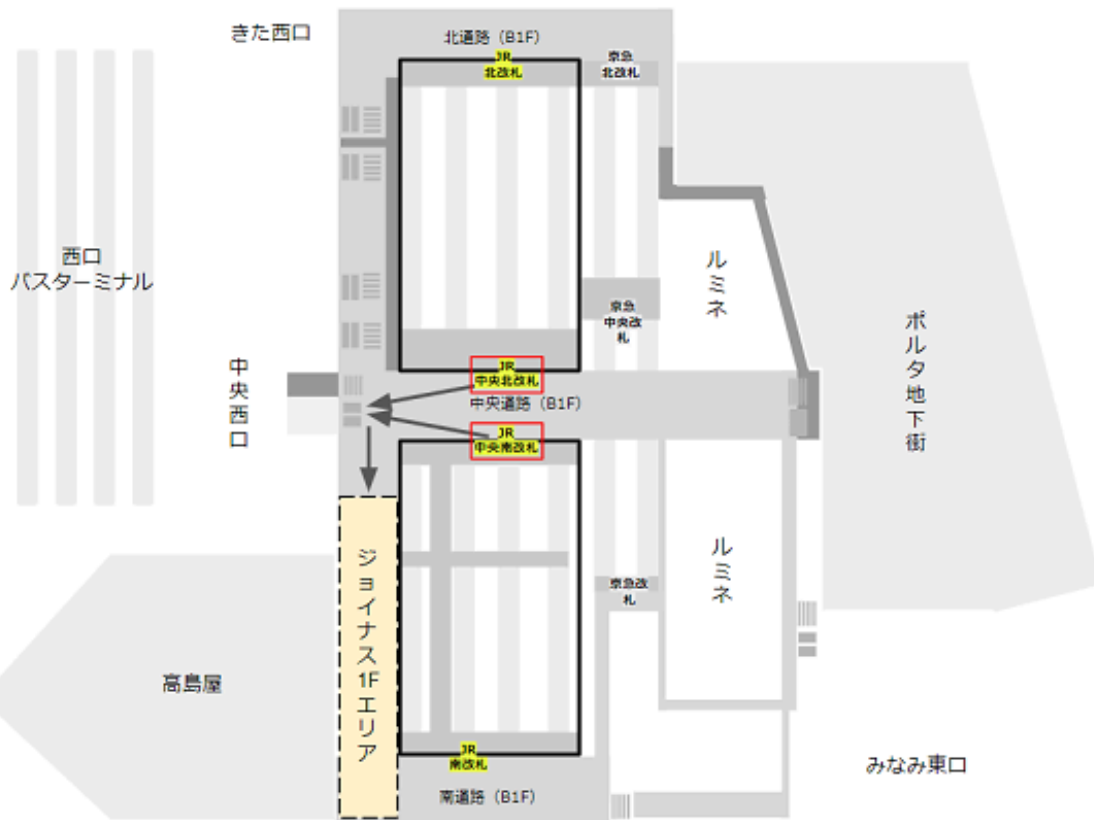 きた西口
北通路（B1F）
JR
北改札
京急
北改札
西口
バスターミナル
ルミネ
京急
中央改
札
ポルタ地下街
中央西口
JR
中央北改札
中央通路（B1F）
JR
中央南改札
ジョイナス1Fエリア
ルミネ
京急改
札
高島屋
JR
南改札
みなみ東口
南通路（B1F）